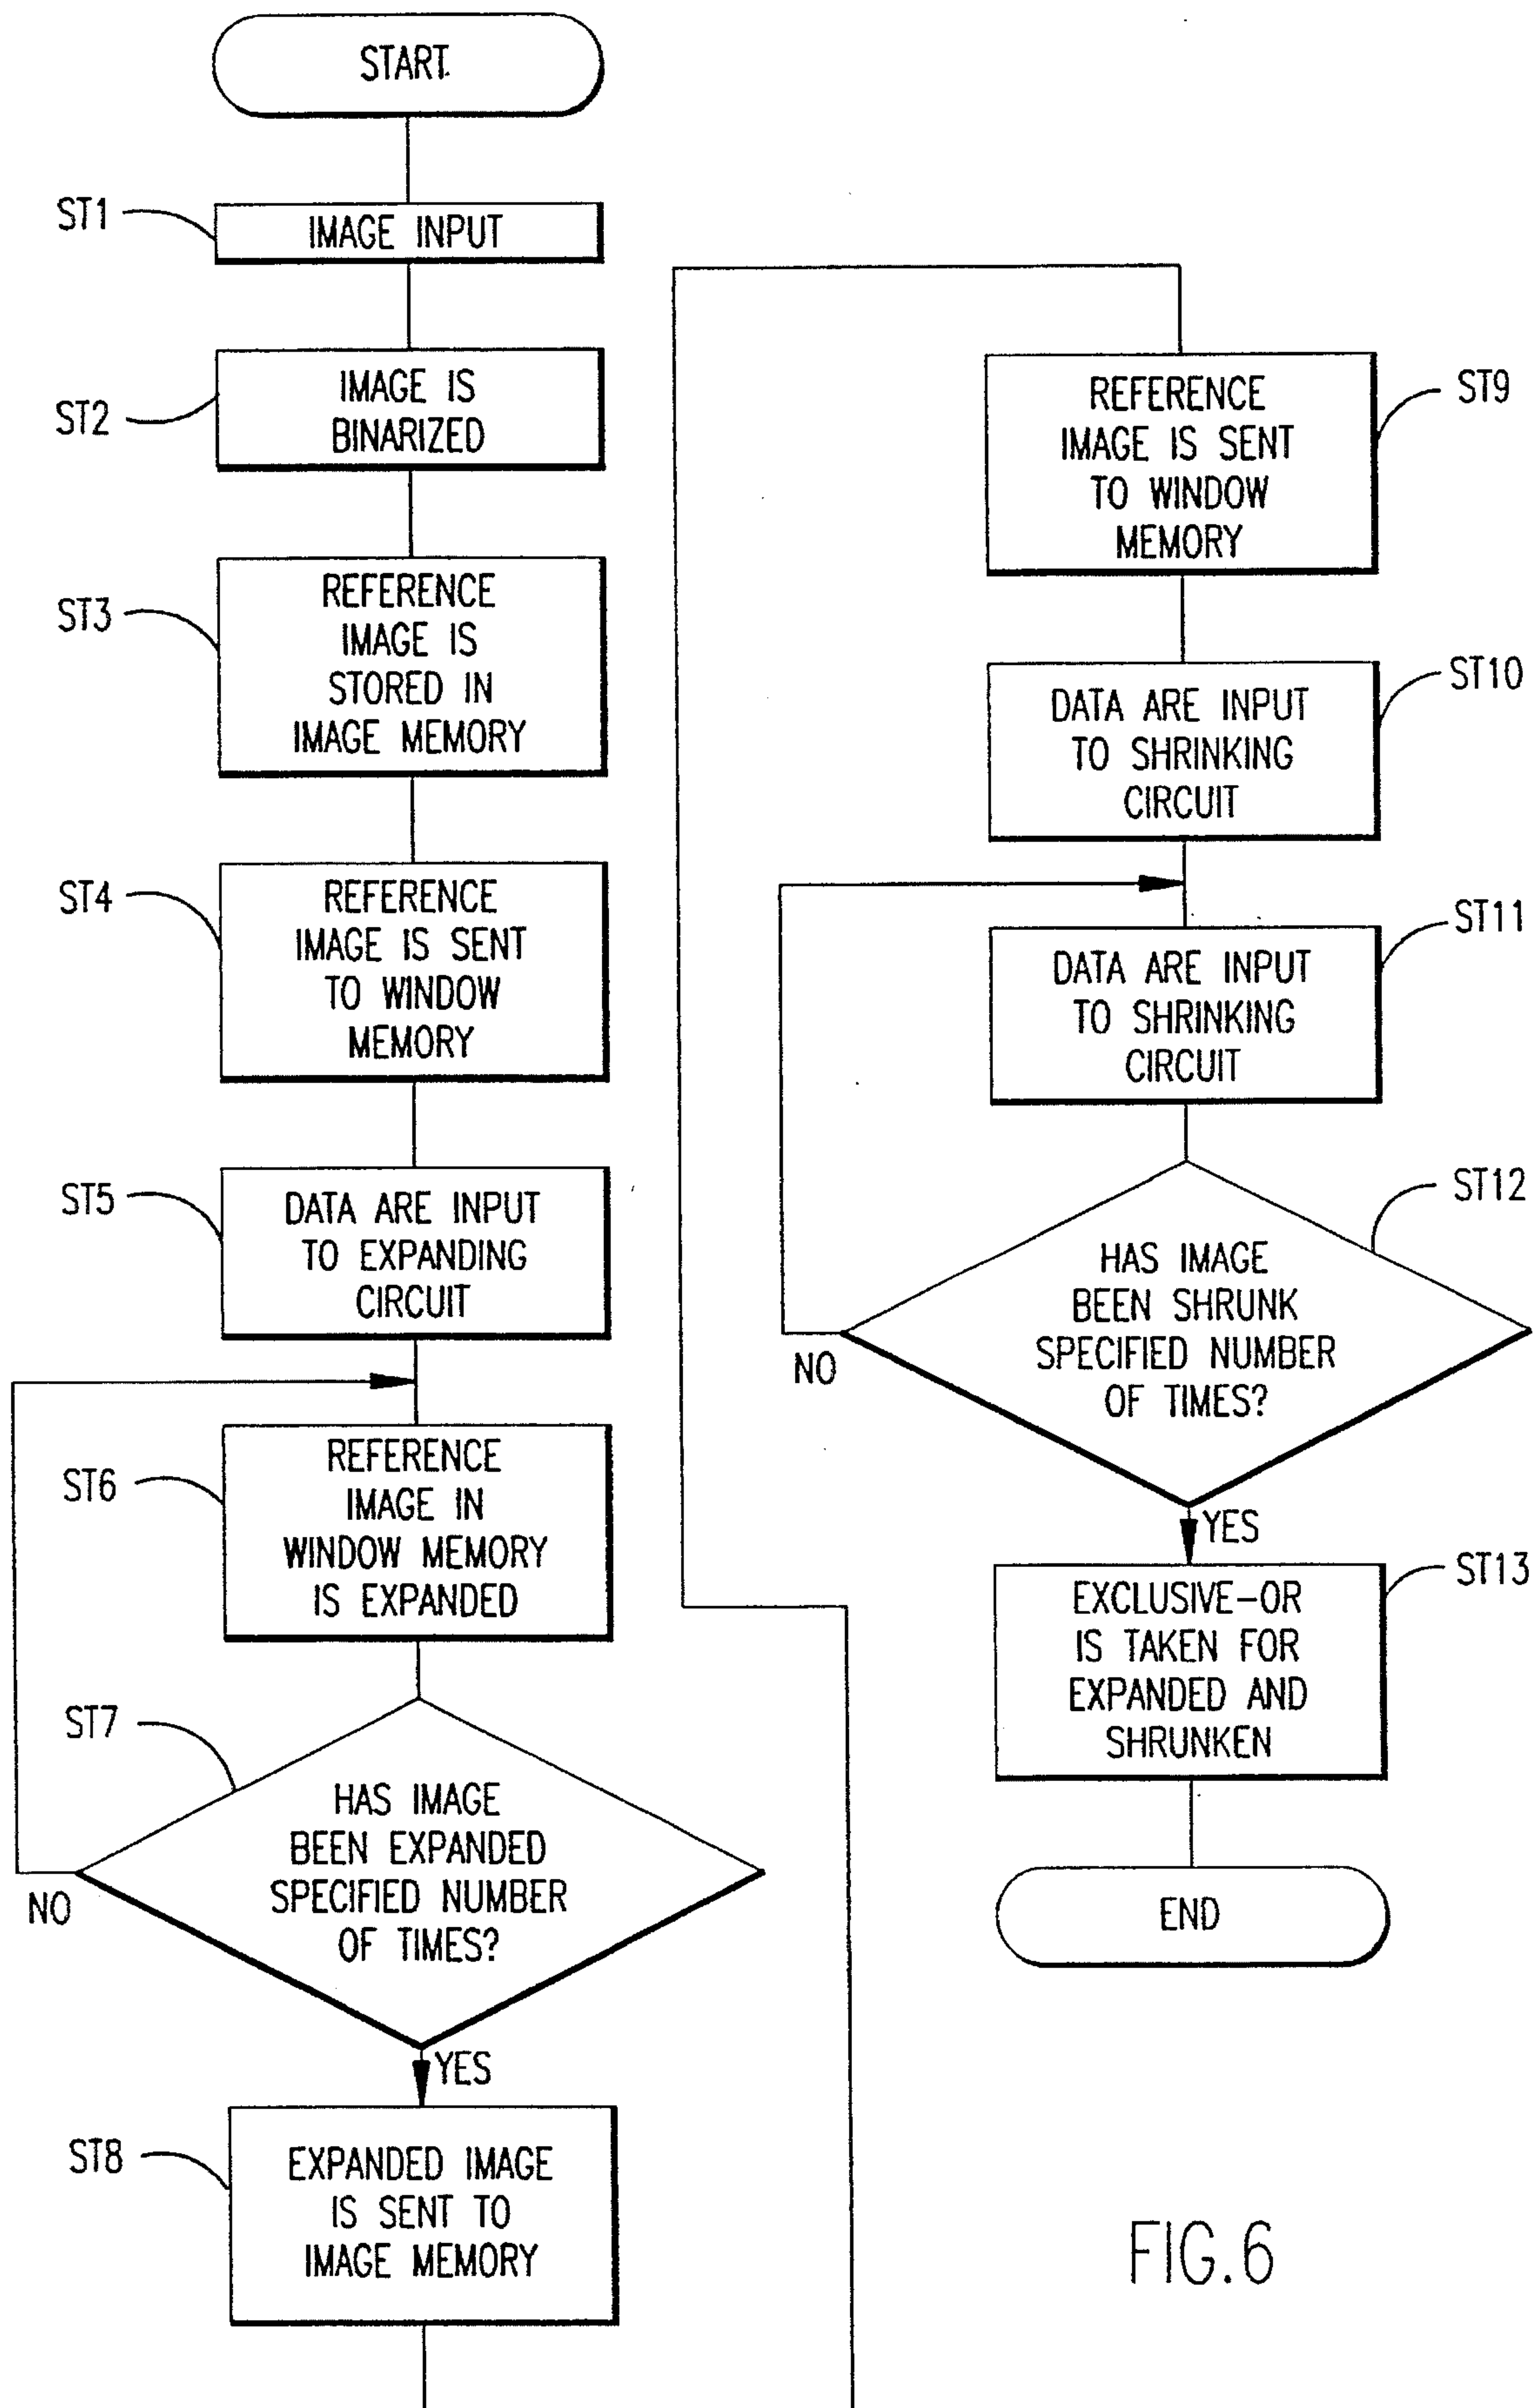 START
ST1
IMAGE INPUT
ST2
IMAGE IS
BINARIZED
ST3
REFERENCE
IMAGE IS
STORED IN
IMAGE MEMORY
ST4
REFERENCE
IMAGE IS SENT
TO WINDOW
MEMORY
ST5
DATA ARE INPUT
TO EXPANDING
CIRCUIT
ST6
REFERENCE
IMAGE IN
WINDOW MEMORY
IS EXPANDED
ST7
HAS IMAGE
BEEN EXPANDED
SPECIFIED NUMBER
OF TIMES?
NO
YES
ST8
EXPANDED IMAGE
IS SENT TO
IMAGE MEMORY
ST9
REFERENCE
IMAGE IS SENT
TO WINDOW
MEMORY
ST10
DATA ARE INPUT
TO SHRINKING
CIRCUIT
ST11
DATA ARE INPUT
TO SHRINKING
CIRCUIT
ST12
HAS IMAGE
BEEN SHRUNK
SPECIFIED NUMBER
OF TIMES?
NO
YES
ST13
EXCLUSIVE-OR
IS TAKEN FOR
EXPANDED AND
SHRUNKEN
END
FIG.6